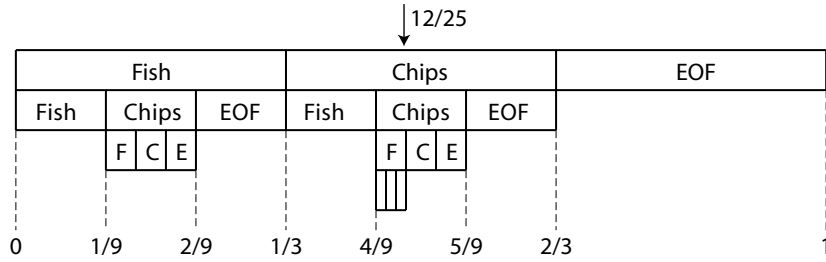 12/25
Fish Chips EOF
Fish Chips EOF Fish Chips EOF
F C E F C E
0 1/9 2/9 1/3 4/9 5/9 2/3 1